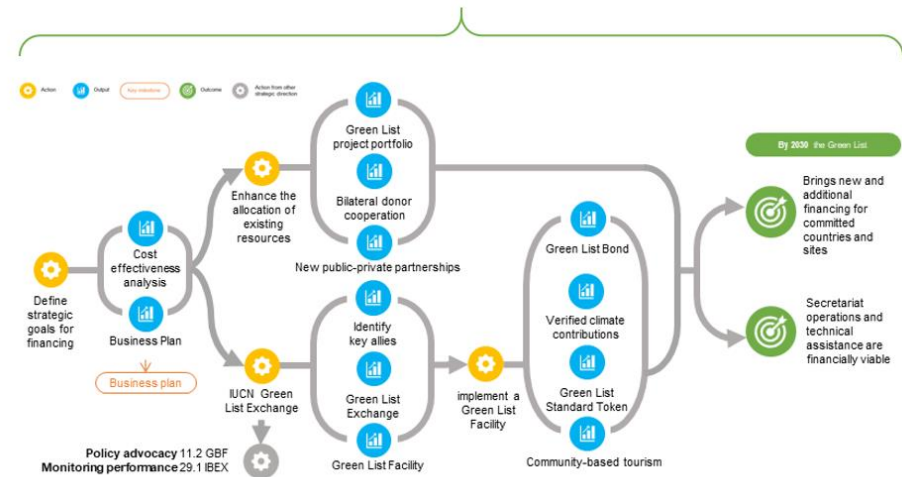 Action
Output
Key milestone
Outcome
Action from other
strategic direction
Green List
project portfolio
Bilateral donor
cooperation
New public-private partnerships
Enhance the
allocation of
existing
resources
Cost
effectiveness
analysis
Business Plan
Business plan
Define
strategic
goals for
financing
IUCN Green
List Exchange
Policy advocacy 11.2 GBF
Monitoring performance 29.1 IBEX
Identify
key allies
Green List
Exchange
Green List Facility
implement a
Green List
Facility
Green List Bond
Verified climate
contributions
Green List
Standard Token
Community-based tourism
By 2030 the Green List
Brings new and
additional
financing for
committed
countries and
sites
Secretariat
operations and
technical
assistance are
financially viable